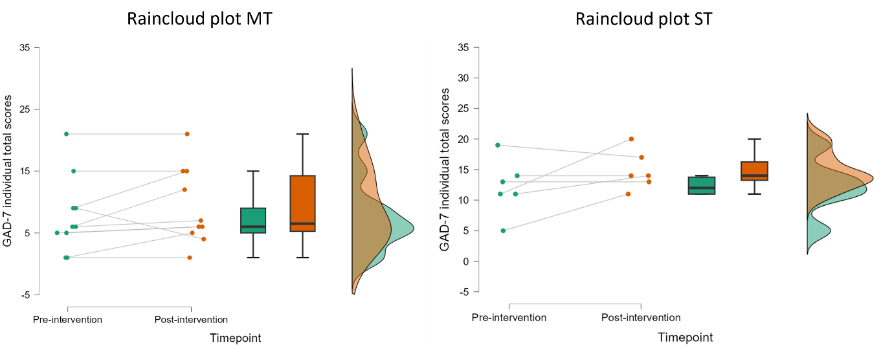 Raincloud plot MT
35
25
15
5
-5
GAD-7 individual total scores
Pre-intervention
Post-intervention
Timepoint
Raincloud plot ST
35
30
25
20
15
10
5
0
-5
GAD-7 individual total scores
Pre-intervention
Post-intervention
Timepoint